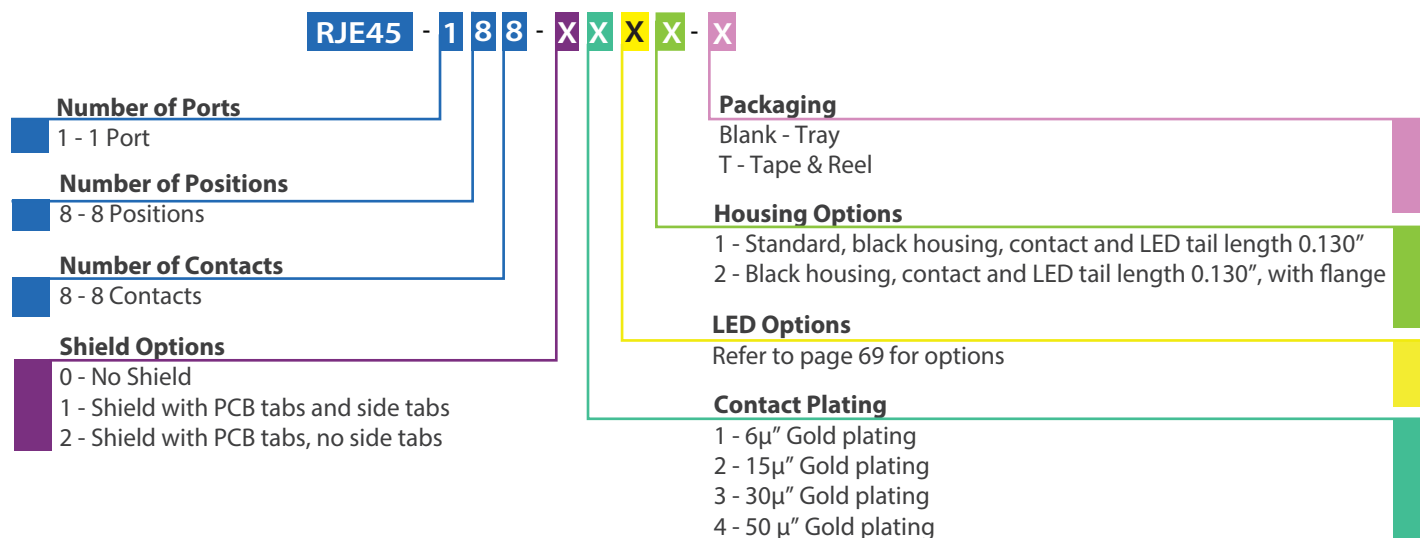 RJE45 - 1 8 8 - X X X X - X
Number of Ports
1 - 1 Port
Number of Positions
8 - 8 Positions
Number of Contacts
8 - 8 Contacts
Shield Options
0 - No Shield
1 - Shield with PCB tabs and side tabs
2 - Shield with PCB tabs, no side tabs
Packaging
Blank - Tray
T - Tape & Reel
Housing Options
1 - Standard, black housing, contact and LED tail length 0.130”
2 - Black housing, contact and LED tail length 0.130”, with flange
LED Options
Refer to page 69 for options
Contact Plating
1 - 6µ” Gold plating
2 - 15µ” Gold plating
3 - 30µ” Gold plating
4 - 50 µ” Gold plating